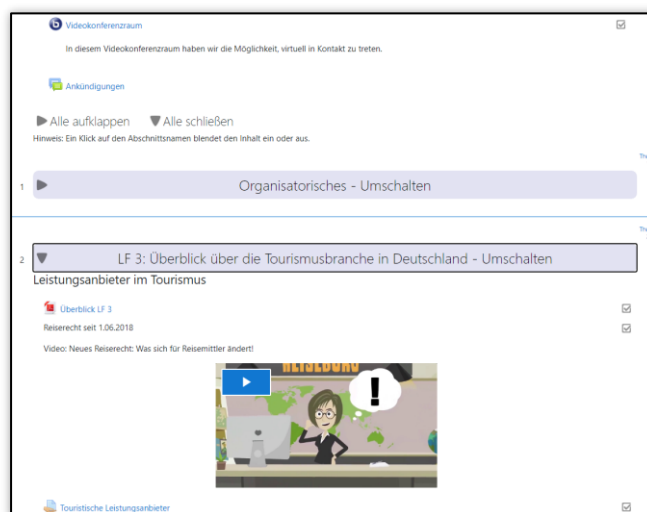 Videokonferenzraum
In diesem Videokonferenzraum haben wir die Möglichkeit, virtuell in Kontakt zu treten.
Ankündigungen
Alle aufklappen Alle schließen
Hinweis: Ein Klick auf den Abschnittsnamen blendet den Inhalt ein oder aus.
1 Organisatorisches - Umschalten
2 LF 3: Überblick über die Tourismusbranche in Deutschland - Umschalten
Leistungsanbieter im Tourismus
Überblick LF 3
Reiserecht seit 1.06.2018
Video: Neues Reiserecht: Was sich für Reisemittler ändert!
REISEBÜRO
!
Touristische Leistungsanbieter